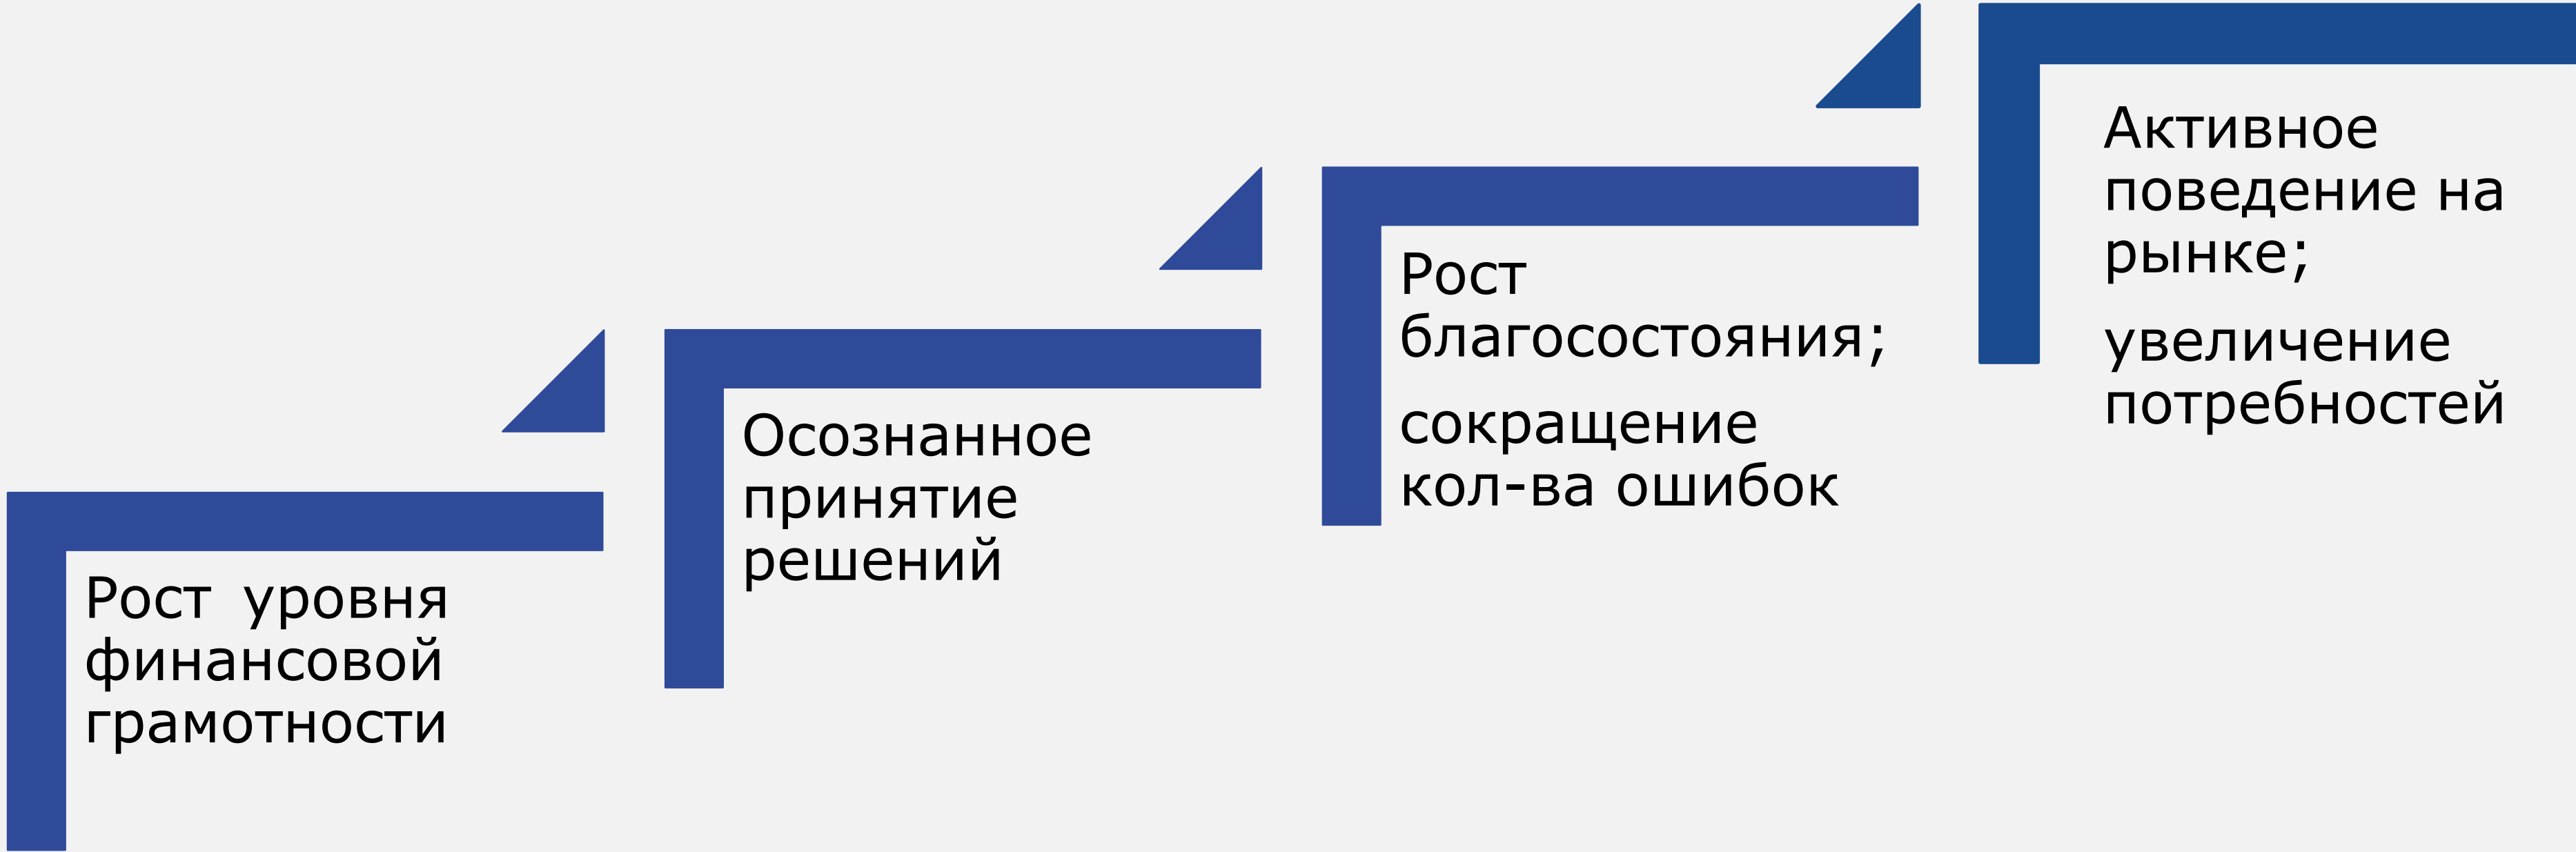 Рост уровня
финансовой
грамотности
Осознанное
принятие
решений
Рост
благосостояния;
сокращение
кол-ва ошибок
Активное
поведение на
рынке;
увеличение
потребностей